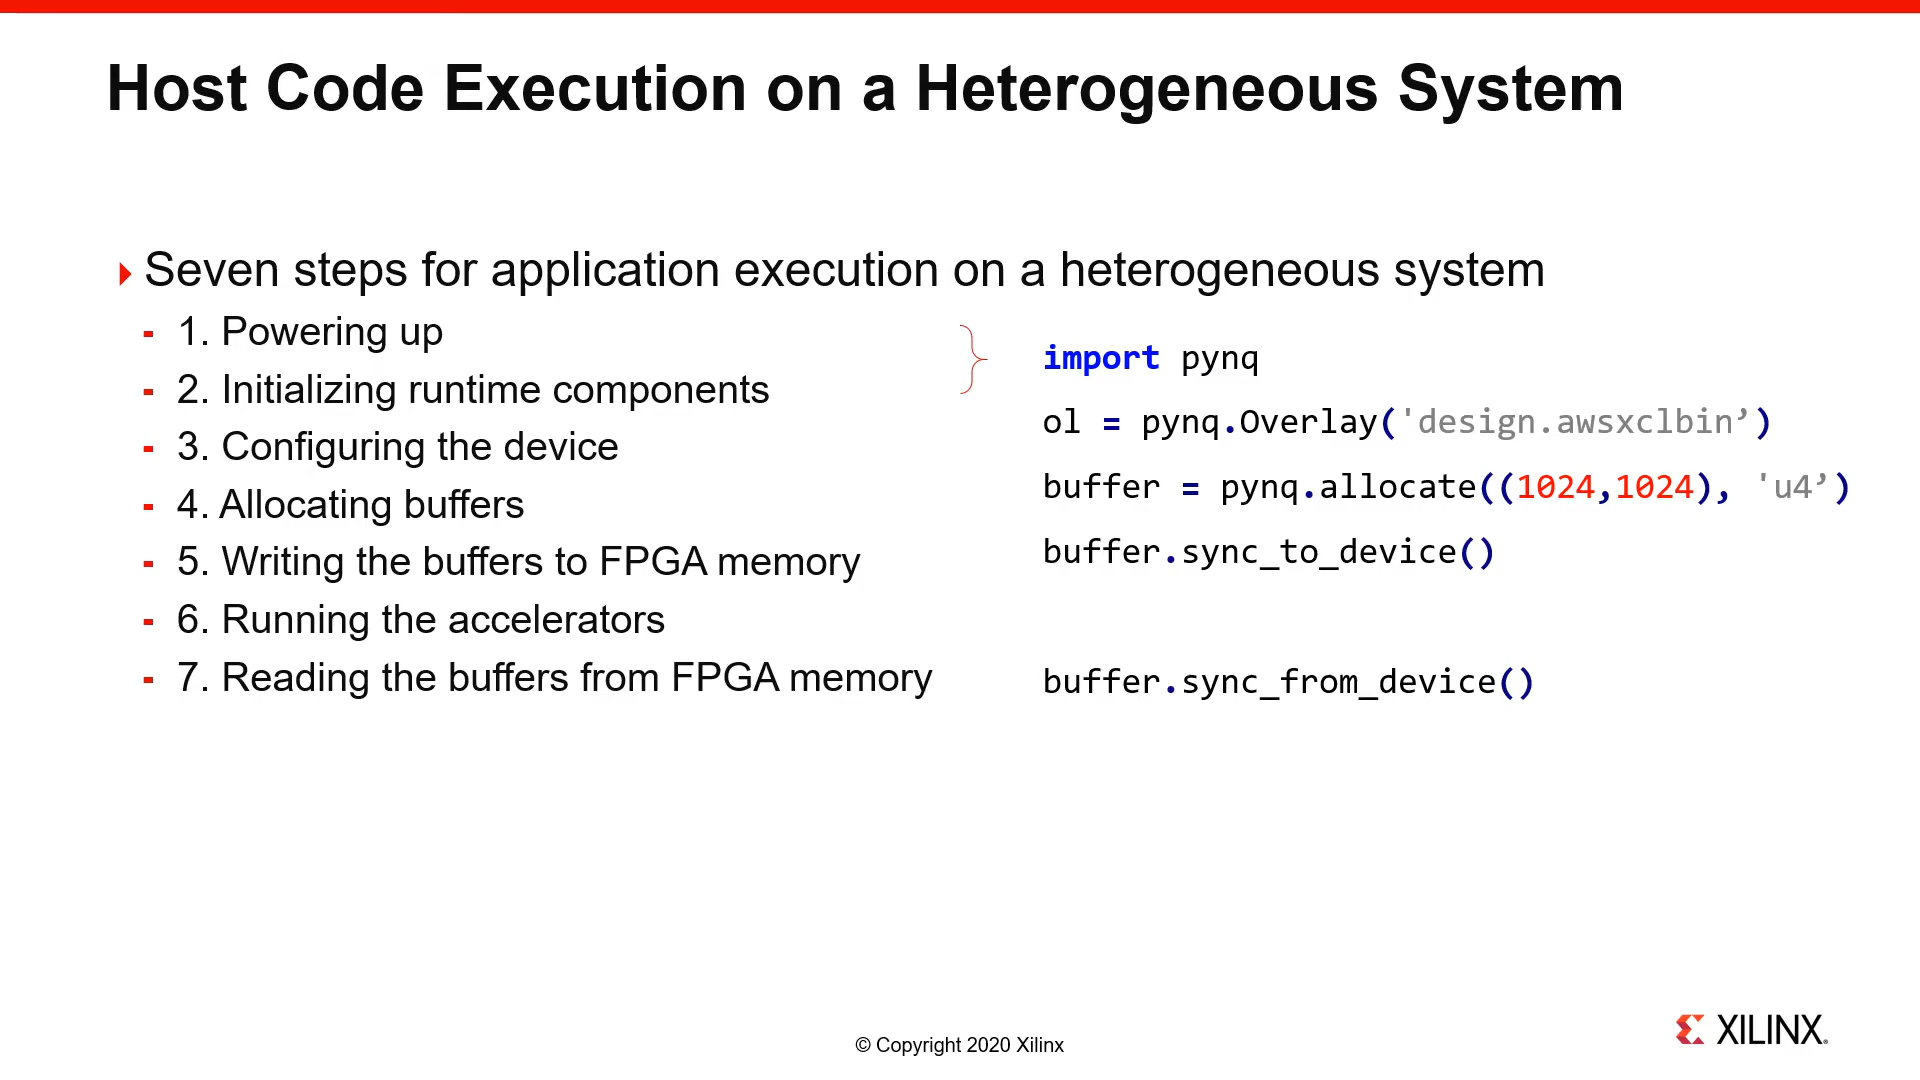 Host Code Execution on a Heterogeneous System
Seven steps for application execution on a heterogeneous system
- 1. Powering up
- 2. Initializing runtime components
- 3. Configuring the device
- 4. Allocating buffers
- 5. Writing the buffers to FPGA memory
- 6. Running the accelerators
- 7. Reading the buffers from FPGA memory
import pynq
ol = pynq.Overlay('design.awsxclbin’)
buffer = pynq.allocate((1024,1024), 'u4’)
buffer.sync_to_device()
buffer.sync_from_device()
© Copyright 2020 Xilinx
XILINX.